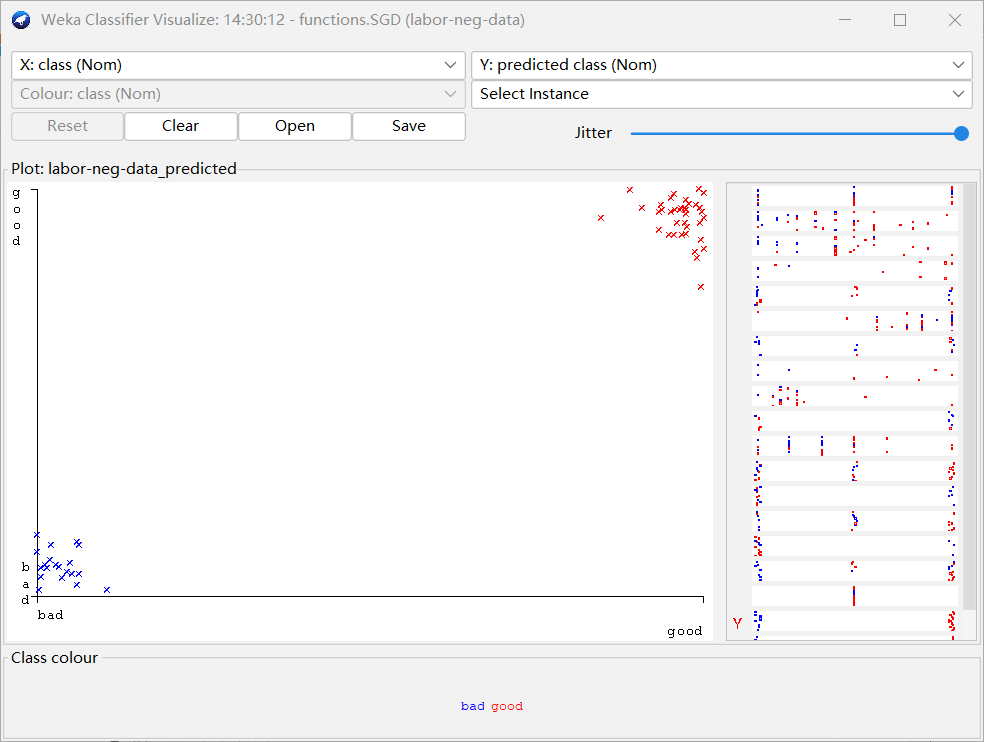 Weka Classifier Visualize: 14:30:12 - functions.SGD (labor-neg-data)
X: class (Nom)
Y: predicted class (Nom)
Colour: class (Nom)
Select Instance
Reset
Clear
Open
Save
Jitter
Plot: labor-neg-data_predicted
good
bad
bad
good
Y
Class colour
bad good